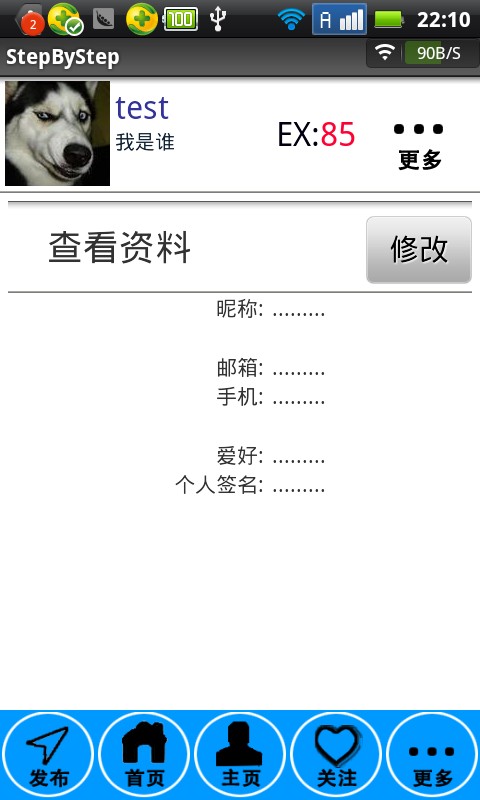 2 100 A 22:10
StepByStep 90B/S
test
我是谁
EX:85
更多
查看资料 修改
昵称: .........
邮箱: .........
手机: .........
爱好: .........
个人签名: .........
发布 首页 主页 关注 更多